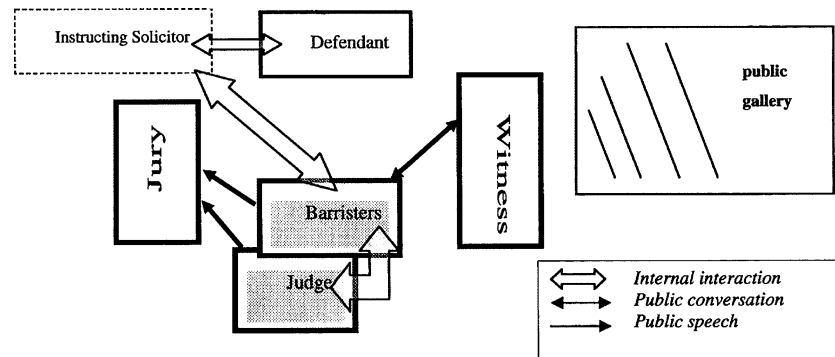 Instructing Solicitor
Defendant
public
gallery
Jury
Witness
Barristers
Judge
Internal interaction
Public conversation
Public speech